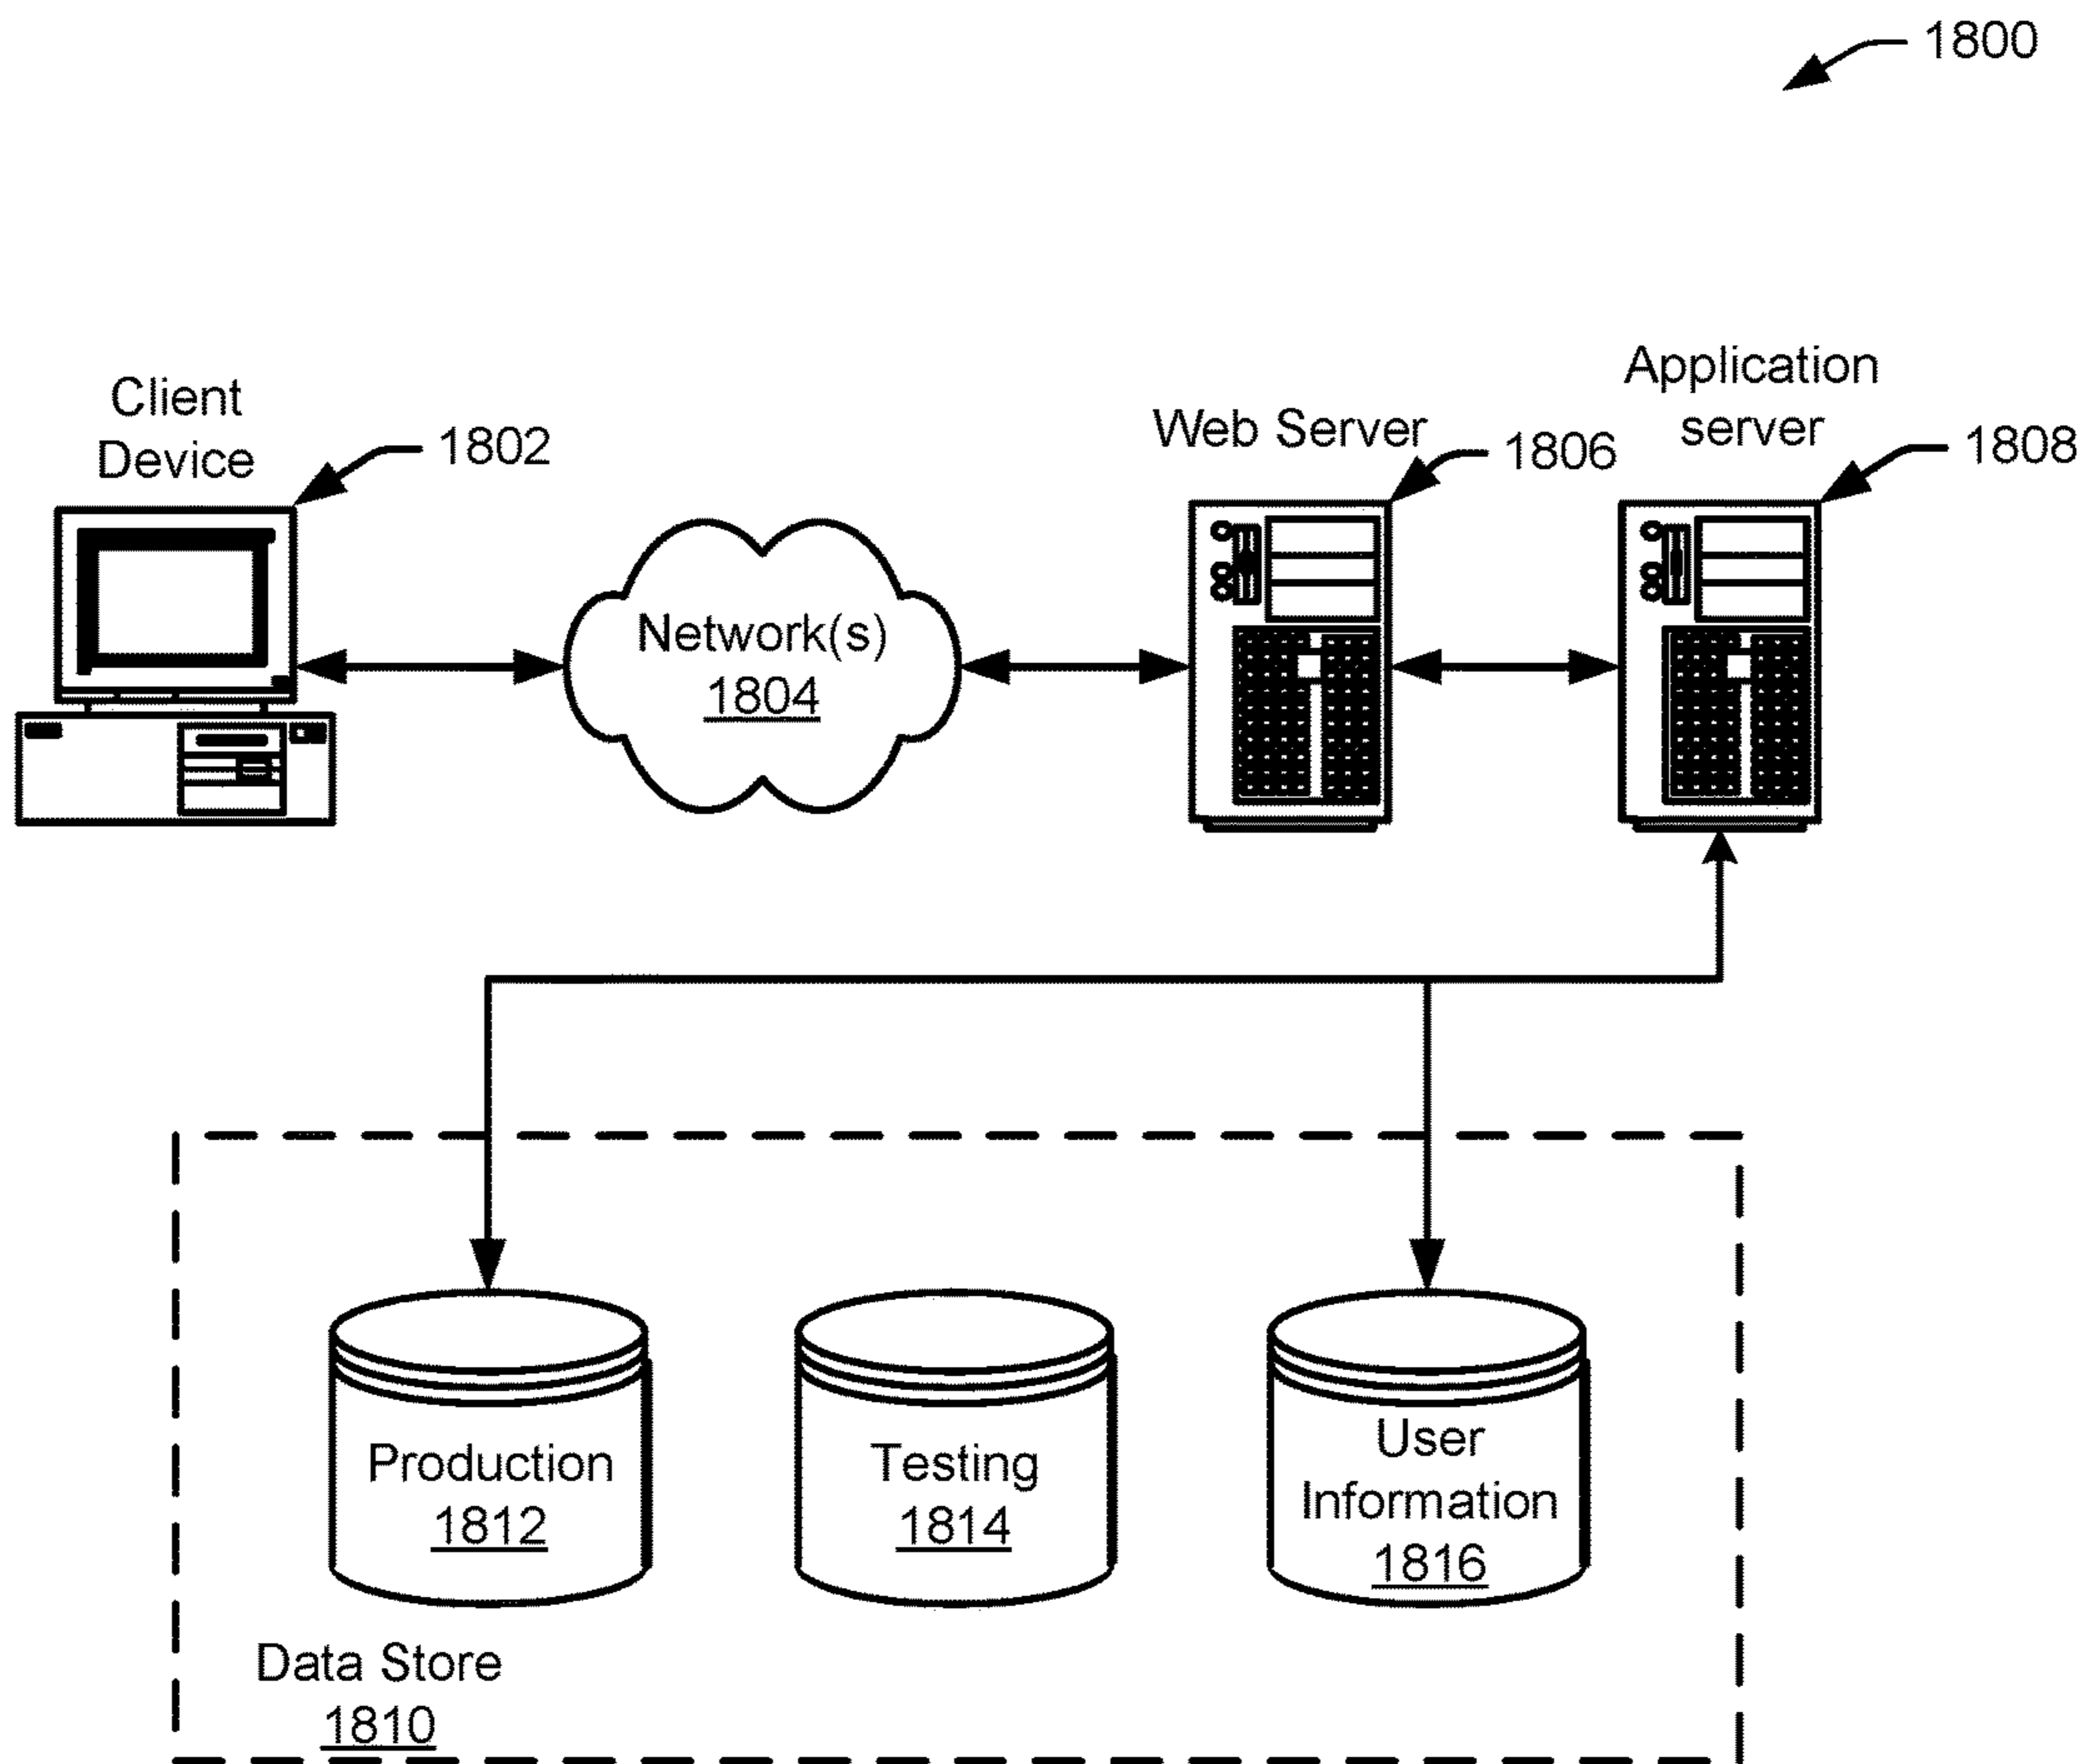 1800
Client
Device
1802
Network(s)
1804
Web Server
1806
Application
server
1808
Production
1812
Testing
1814
User
Information
1816
Data Store
1810